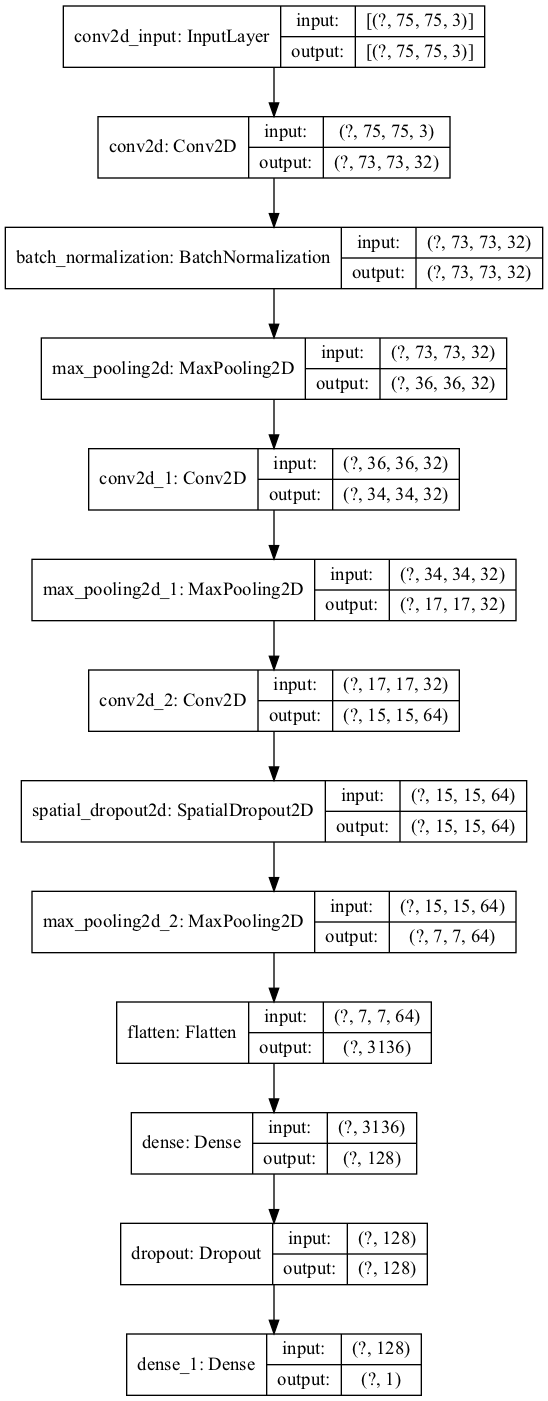 conv2d_input: InputLayer
input: [(?, 75, 75, 3)]
output: [(?, 75, 75, 3)]
conv2d: Conv2D
input: (?, 75, 75, 3)
output: (?, 73, 73, 32)
batch_normalization: BatchNormalization
input: (?, 73, 73, 32)
output: (?, 73, 73, 32)
max_pooling2d: MaxPooling2D
input: (?, 73, 73, 32)
output: (?, 36, 36, 32)
conv2d_1: Conv2D
input: (?, 36, 36, 32)
output: (?, 34, 34, 32)
max_pooling2d_1: MaxPooling2D
input: (?, 34, 34, 32)
output: (?, 17, 17, 32)
conv2d_2: Conv2D
input: (?, 17, 17, 32)
output: (?, 15, 15, 64)
spatial_dropout2d: SpatialDropout2D
input: (?, 15, 15, 64)
output: (?, 15, 15, 64)
max_pooling2d_2: MaxPooling2D
input: (?, 15, 15, 64)
output: (?, 7, 7, 64)
flatten: Flatten
input: (?, 7, 7, 64)
output: (?, 3136)
dense: Dense
input: (?, 3136)
output: (?, 128)
dropout: Dropout
input: (?, 128)
output: (?, 128)
dense_1: Dense
input: (?, 128)
output: (?, 1)